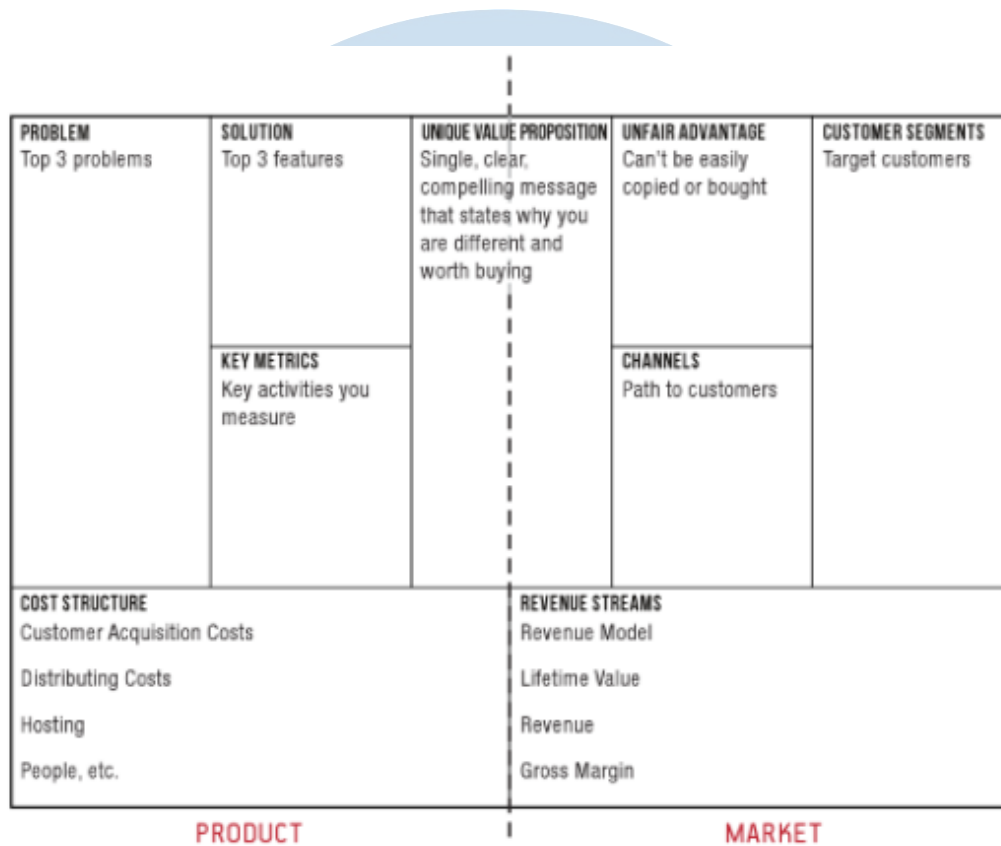 PROBLEM
Top 3 problems
SOLUTION
Top 3 features
KEY METRICS
Key activities you
measure
UNIQUE VALUE PROPOSITION
Single, clear,
compelling message
that states why you
are different and
worth buying
UNFAIR ADVANTAGE
Can't be easily
copied or bought
CHANNELS
Path to customers
CUSTOMER SEGMENTS
Target customers
COST STRUCTURE
Customer Acquisition Costs
Distributing Costs
Hosting
People, etc.
REVENUE STREAMS
Revenue Model
Lifetime Value
Revenue
Gross Margin
PRODUCT
MARKET